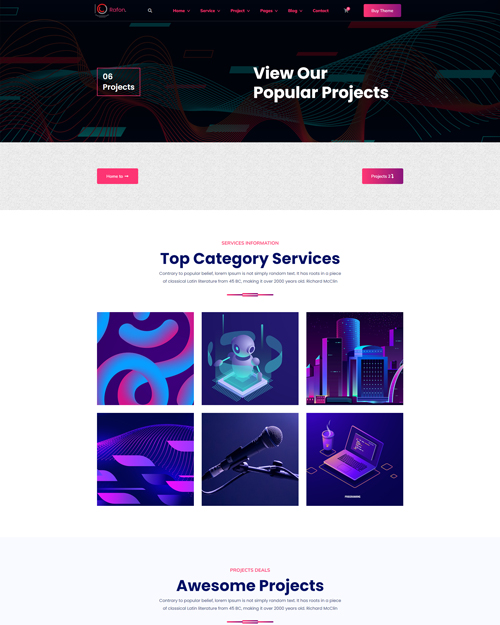 Rafon.
Home
Service
Project
Pages
Blog
Contact
Buy Theme
06
Projects
View Our
Popular Projects
Home to
SERVICES INFORMATION
Top Category Services
Contrary to popular belief, lorem Ipsum is not simply random text. It has roots in a piece
of classical Latin literature from 45 BC, making it over 2000 years old. Richard McClin
PROJECTS DEALS
Awesome Projects
Contrary to popular belief, lorem Ipsum is not simply random text. It has roots in a piece
of classical Latin literature from 45 BC, making it over 2000 years old. Richard McClin